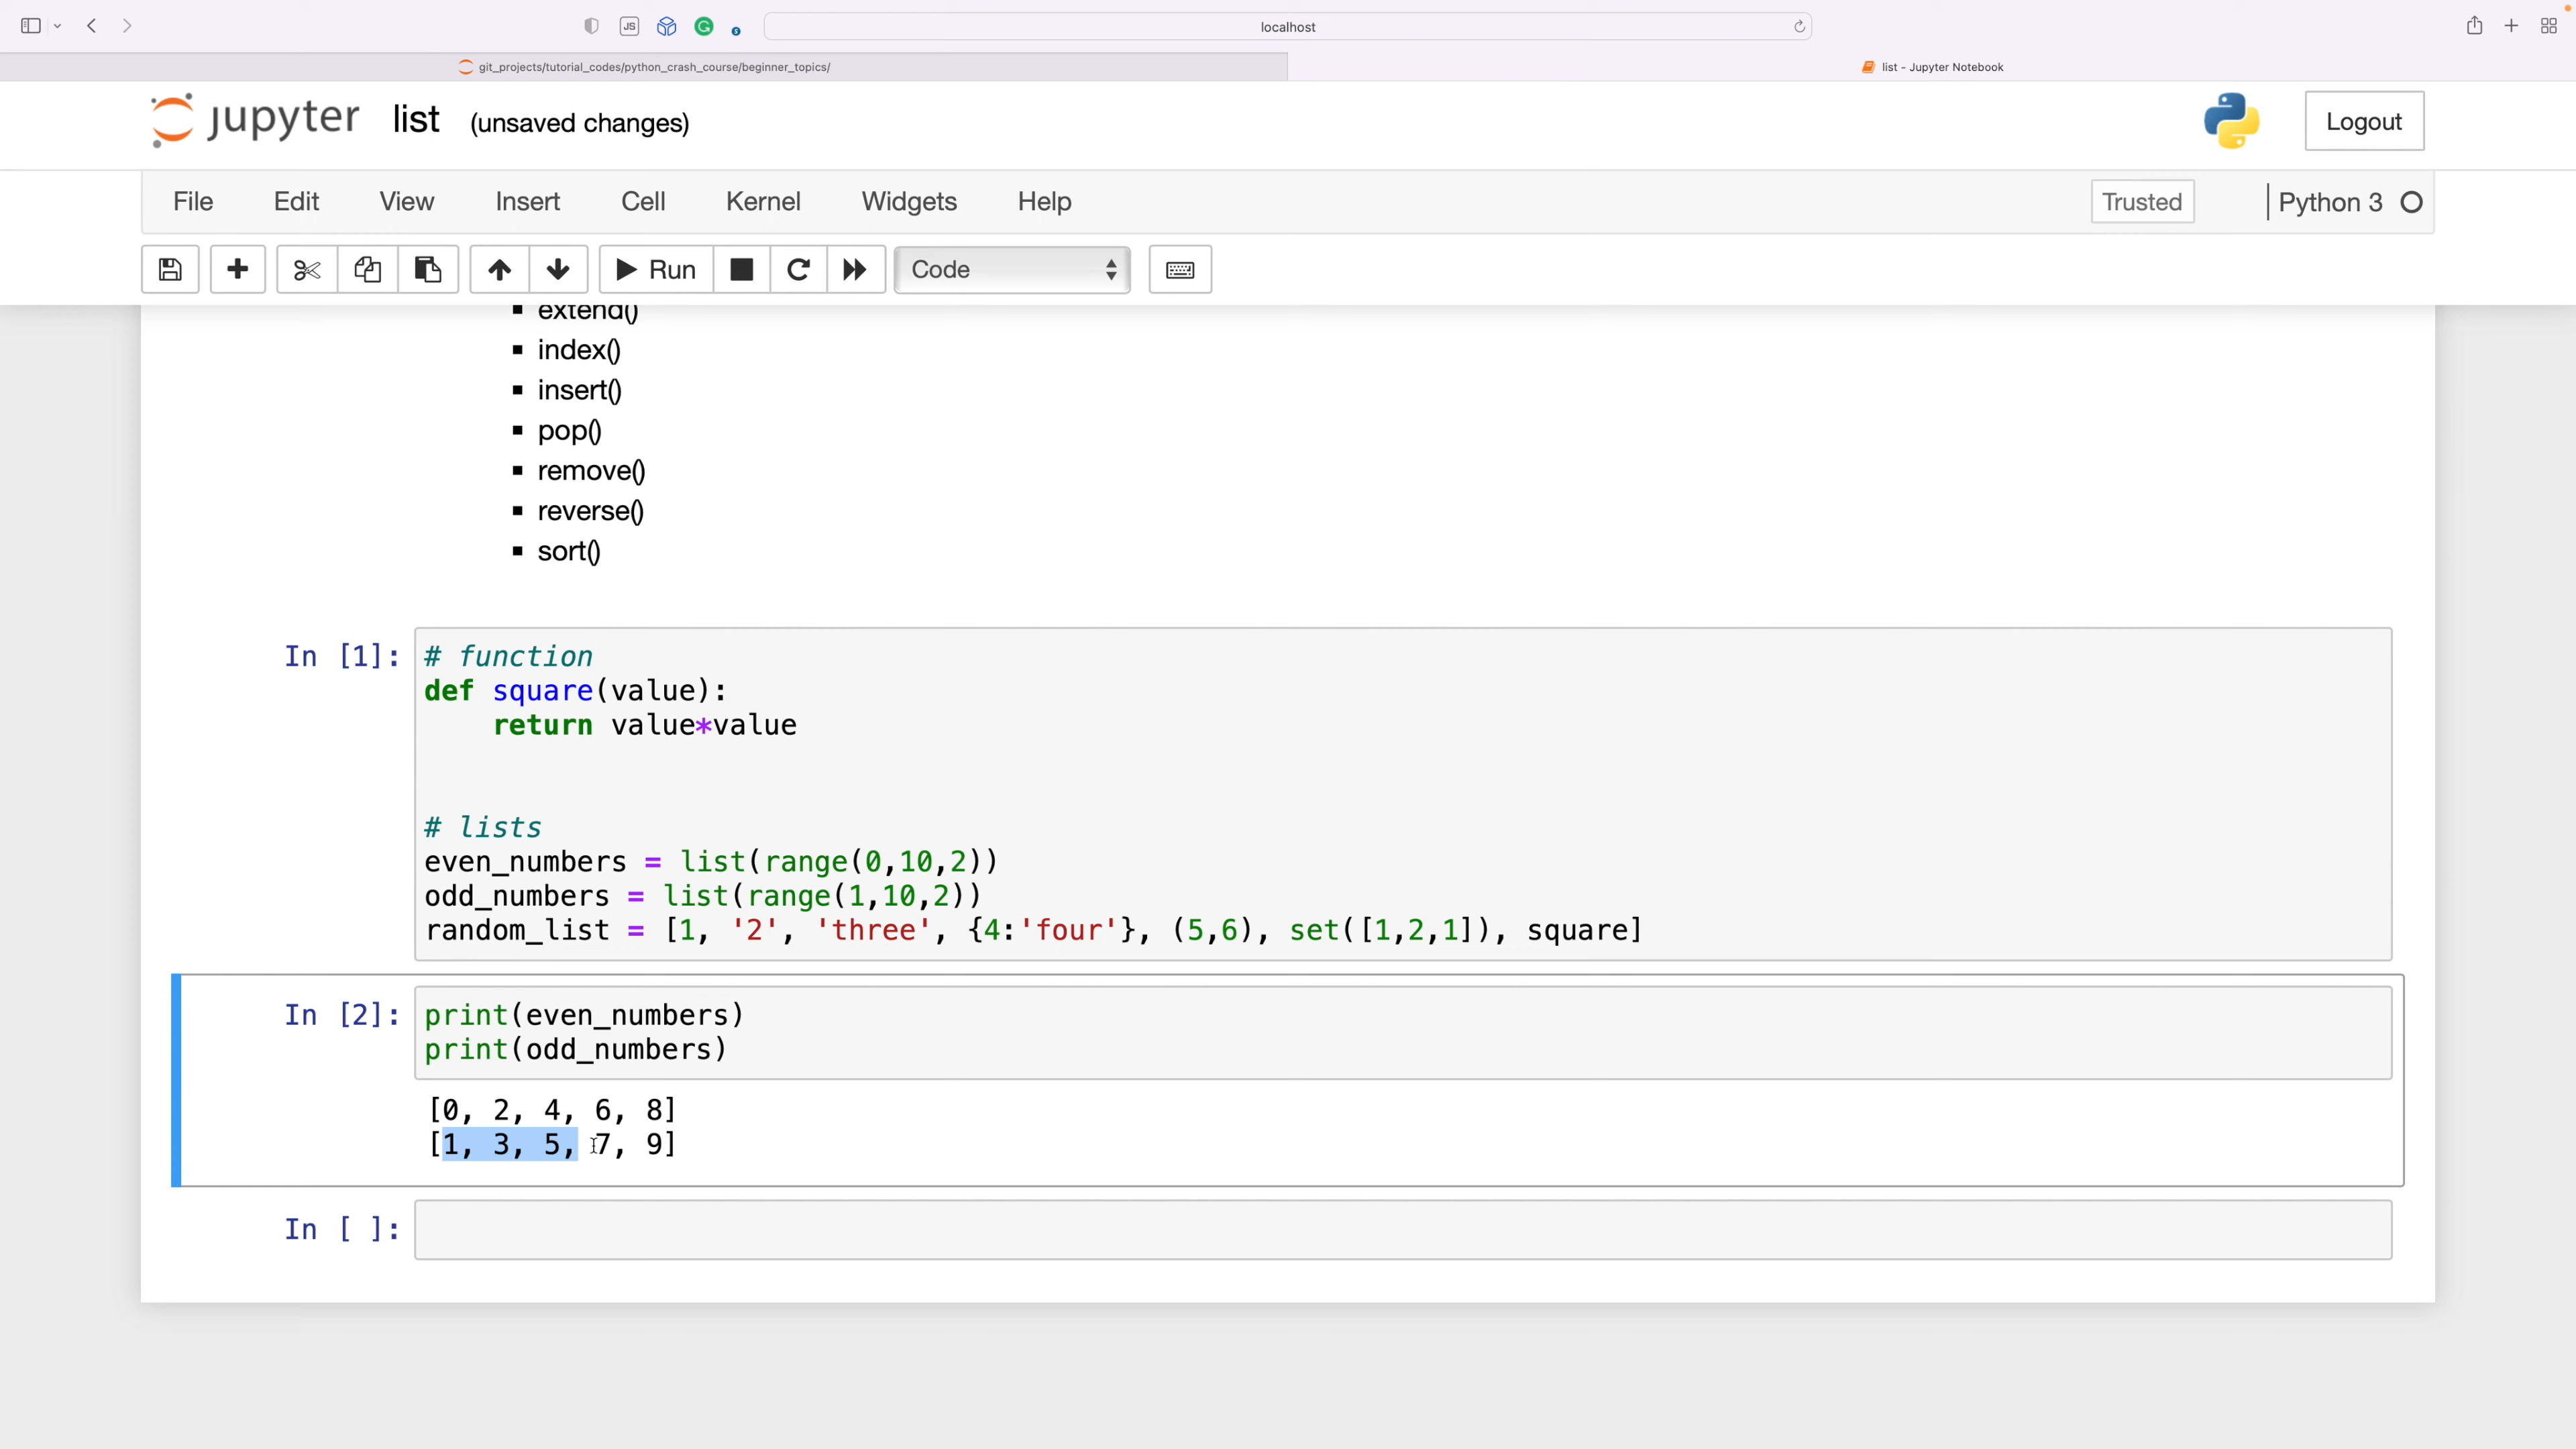 JS
localhost
git_projects/tutorial_codes/python_crash_course/beginner_topics/
list - Jupyter Notebook
jupyter list (unsaved changes)
Logout
File Edit View Insert Cell Kernel Widgets Help
Trusted
Python 3
Run
Code
extend()
index()
insert()
pop()
remove()
reverse()
sort()
In [1]:
# function
def square(value):
    return value*value
# lists
even_numbers = list(range(0,10,2))
odd_numbers = list(range(1,10,2))
random_list = [1, '2', 'three', {4:'four'}, (5,6), set([1,2,1]), square]
In [2]:
print(even_numbers)
print(odd_numbers)
[0, 2, 4, 6, 8]
[1, 3, 5, 7, 9]
In [ ]: